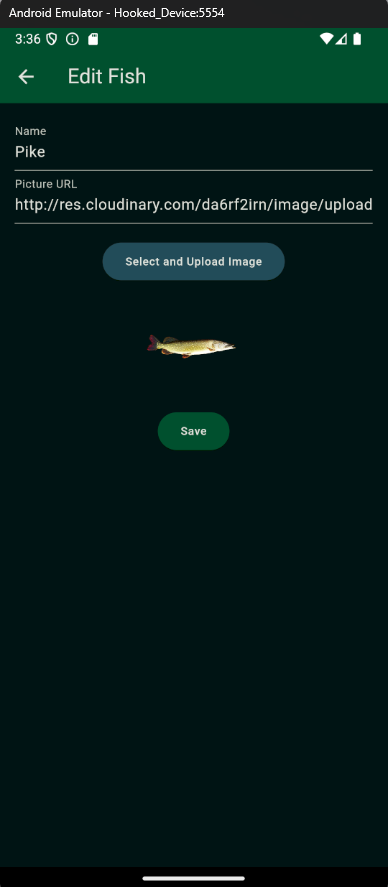 Android Emulator - Hooked_Device:5554
3:36
Edit Fish
Name
Pike
Picture URL
http://res.cloudinary.com/da6rf2irn/image/upload
Select and Upload Image
Save